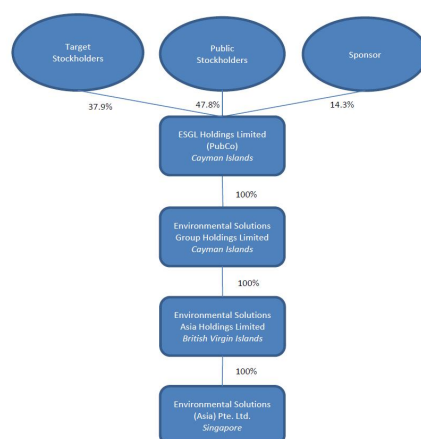 Target
Stockholders
Public
Stockholders
Sponsor
37.9%
47.8%
14.3%
ESGL Holdings Limited
(PubCo)
Cayman Islands
100%
Environmental Solutions
Group Holdings Limited
Cayman Islands
100%
Environmental Solutions
Asia Holdings Limited
British Virgin Islands
100%
Environmental Solutions
(Asia) Pte. Ltd.
Singapore